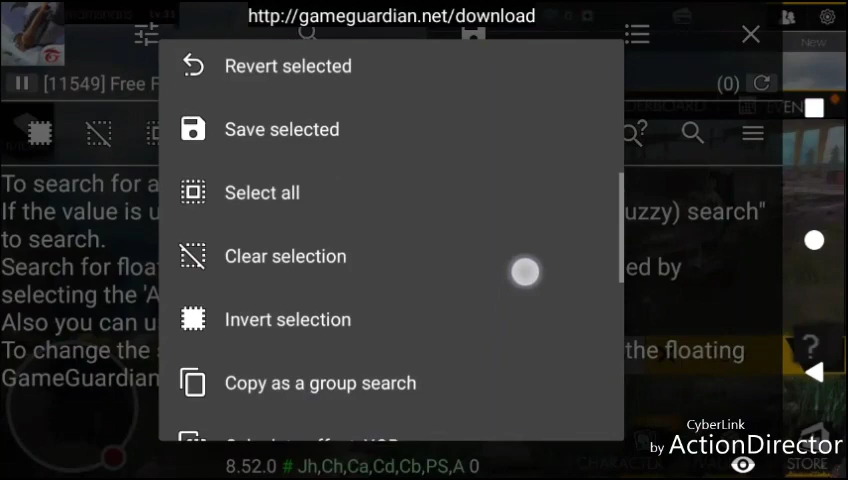 http://gameguardian.net/download
New
[11549] Free F
(0)
EVEN
Revert selected
Save selected
Select all
Clear selection
Invert selection
Copy as a group search
To search for a
If the value is u
uzzy) search"
to search.
Search for floa
ed by
selecting the 'A
Also you can u
To change the s
the floating
GameGuardian
8.52.0 # Jh,Ch,Ca,Cd,Cb,PS,A 0
CHARACTER
STORE
CyberLink
by ActionDirector